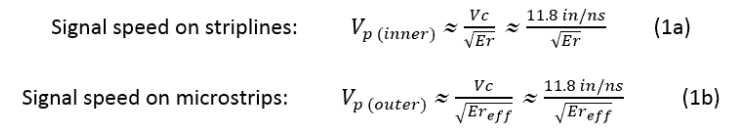 Signal speed on striplines: V_p (inner) ≈ Vc/√Er ≈ 11.8 in/ns/√Er (1a)
Signal speed on microstrips: V_p (outer) ≈ Vc/√Er_eff ≈ 11.8 in/ns/√Er_eff (1b)